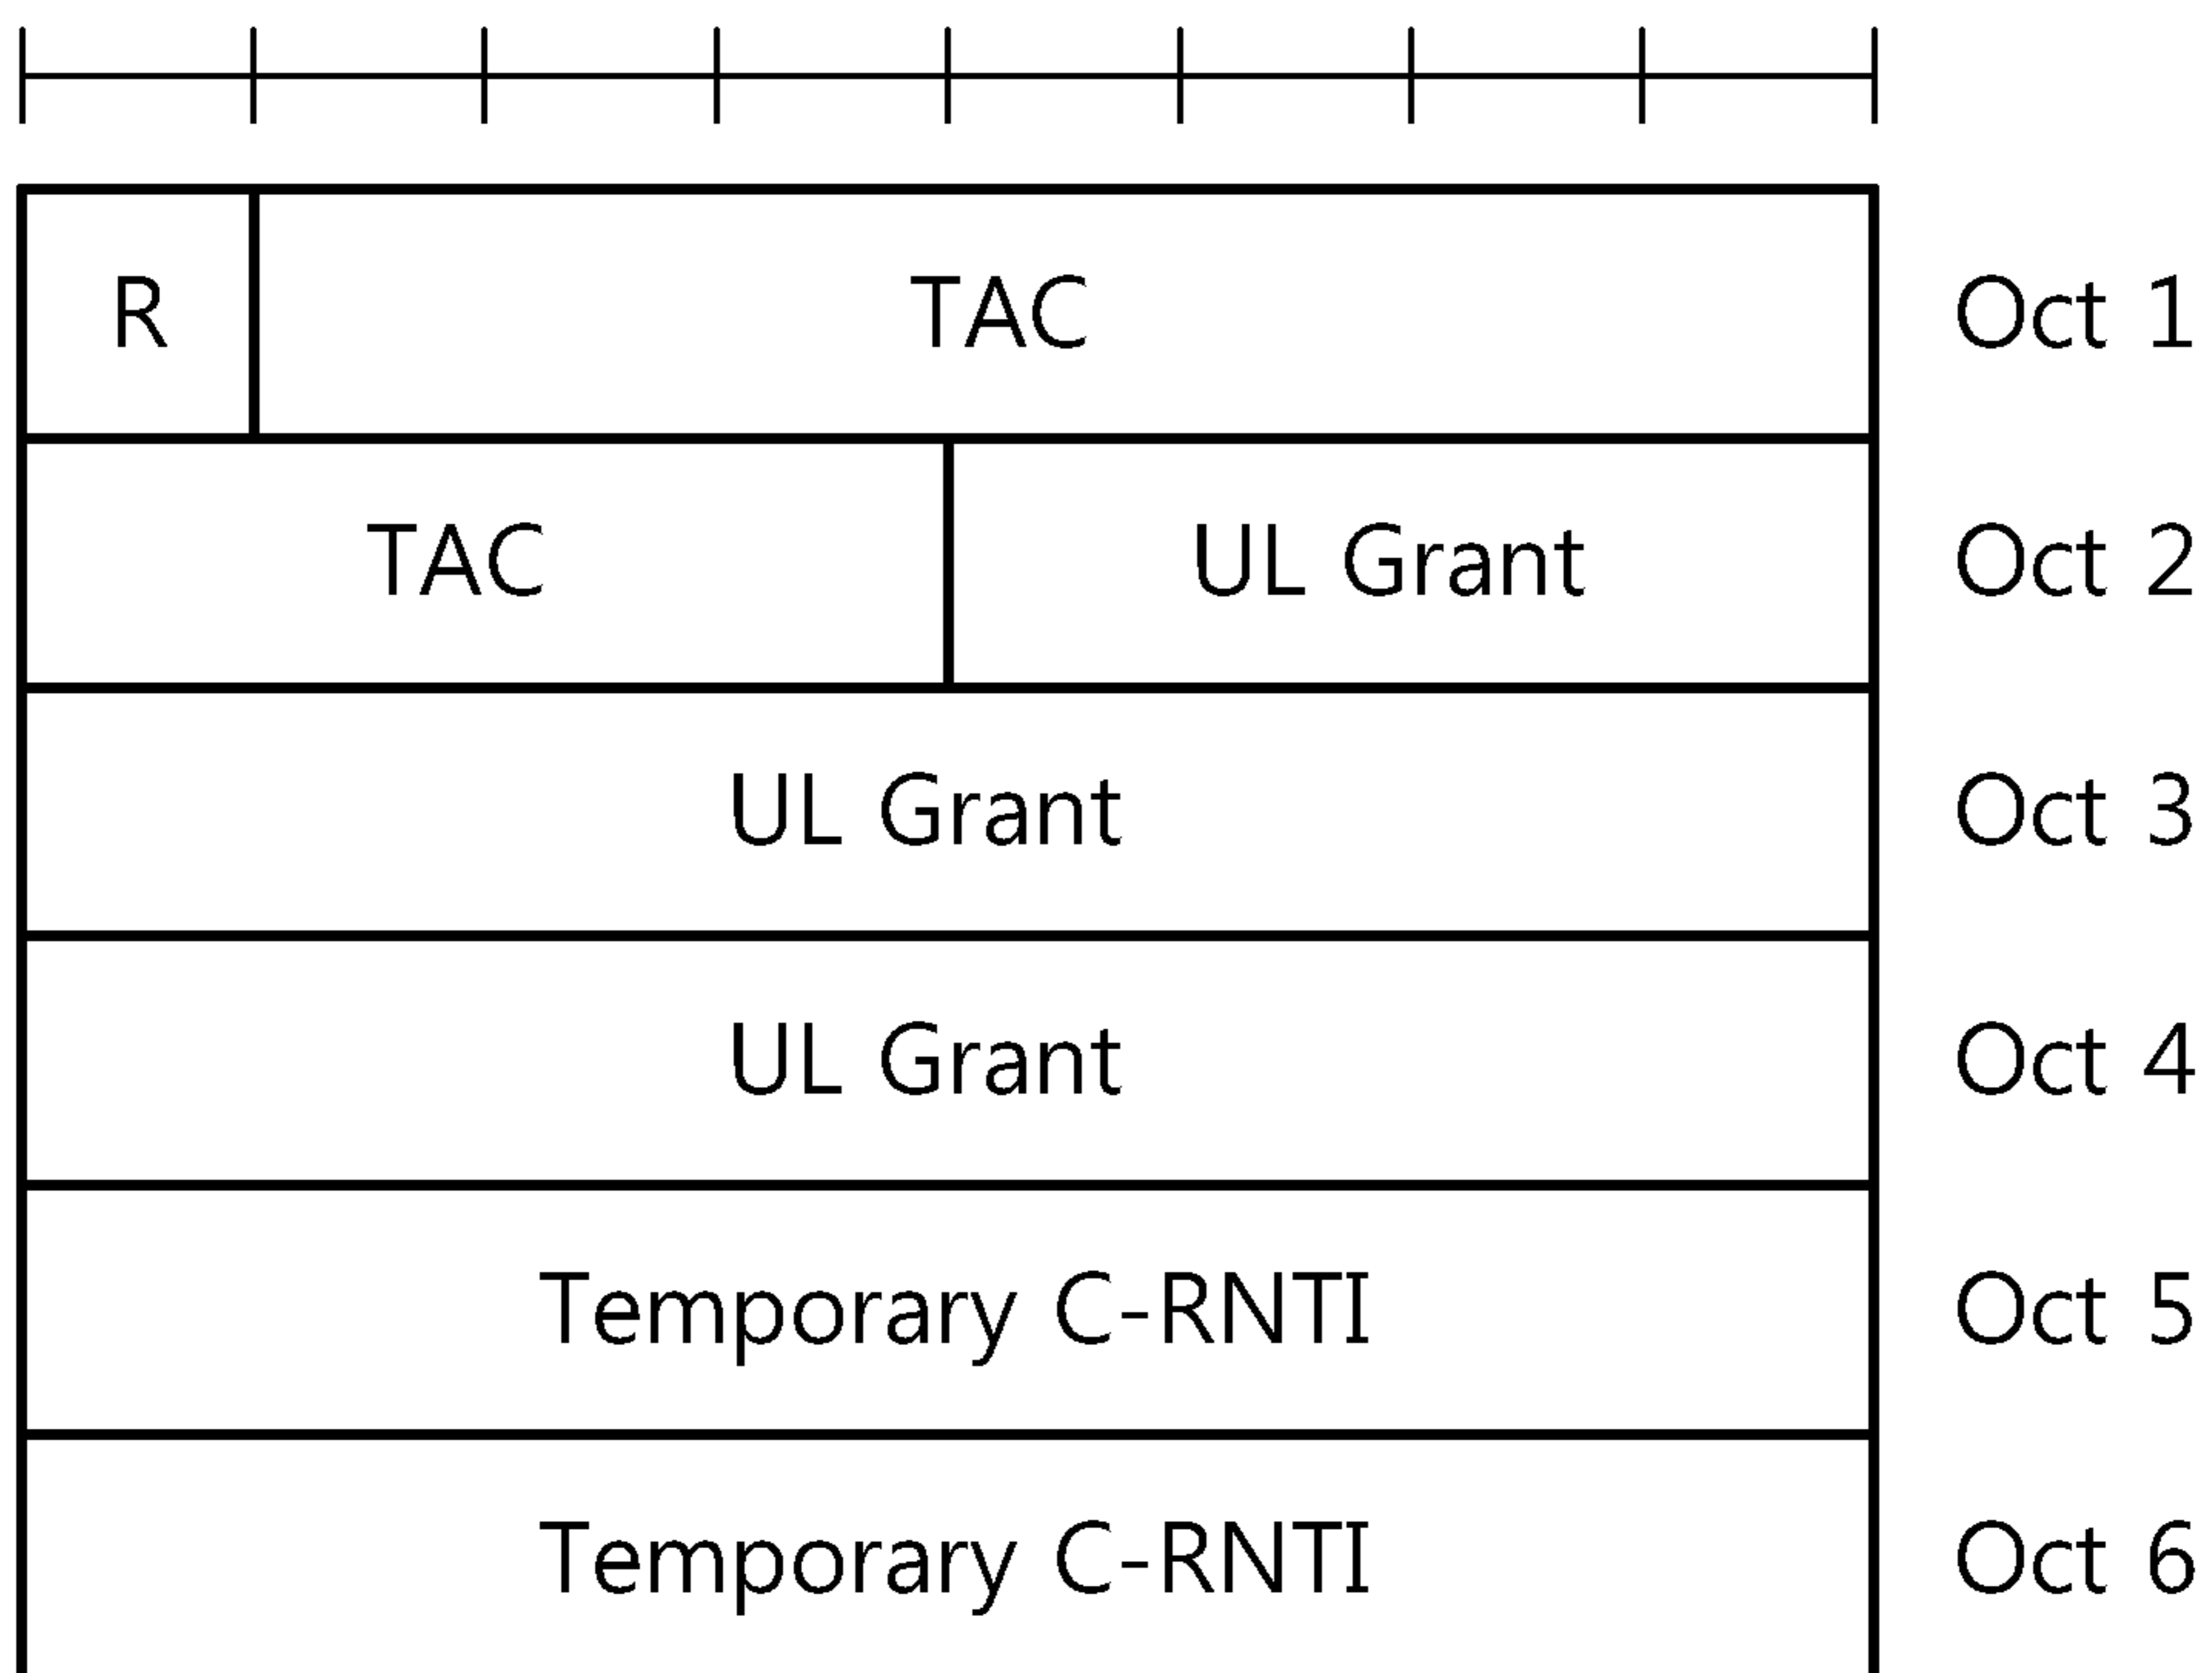 R TAC Oct 1
TAC UL Grant Oct 2
UL Grant Oct 3
UL Grant Oct 4
Temporary C-RNTI Oct 5
Temporary C-RNTI Oct 6